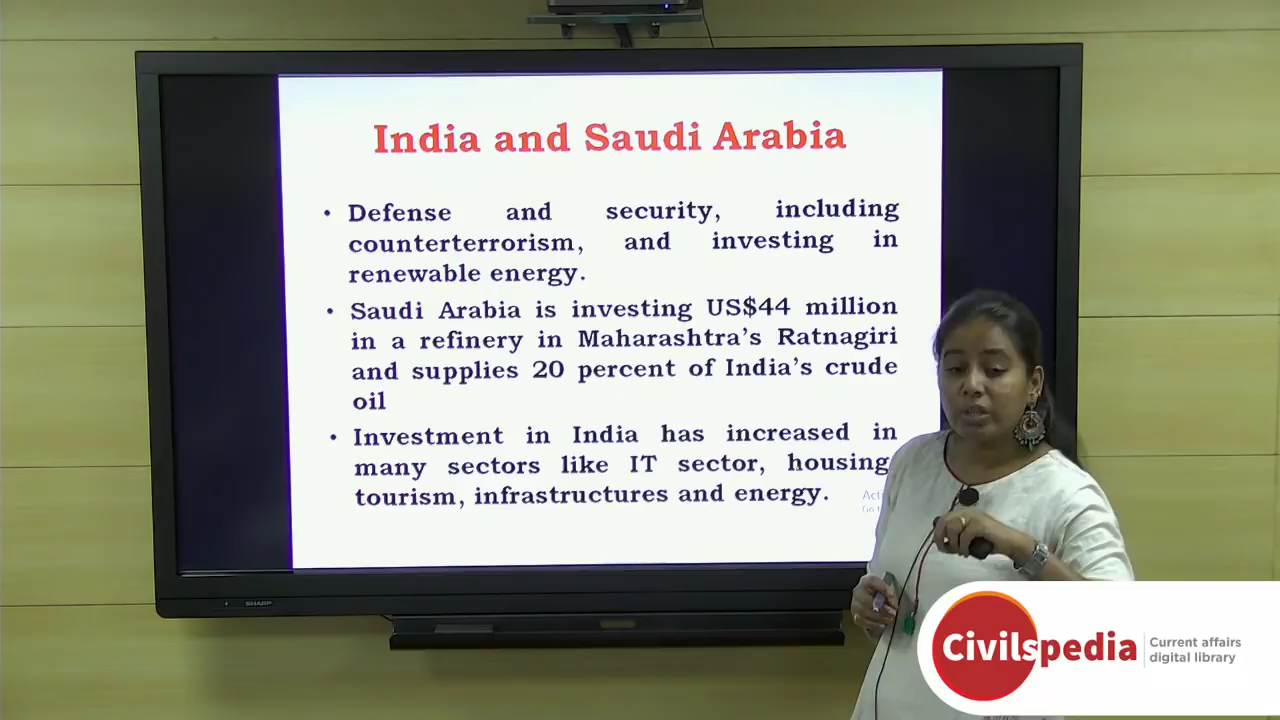 India and Saudi Arabia
• Defense and security, including
counterterrorism, and investing in
renewable energy.
• Saudi Arabia is investing US$44 million
in a refinery in Maharashtra's Ratnagiri
and supplies 20 percent of India's crude
oil
• Investment in India has increased in
many sectors like IT sector, housing,
tourism, infrastructures and energy.
SHARP
Civilspedia
Current affairs
digital library